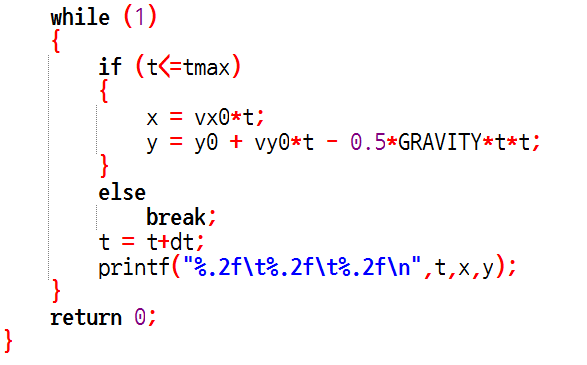 while (1)
{
if (t<=tmax)
{
x = vx0*t;
y = y0 + vy0*t - 0.5*GRAVITY*t*t;
}
else
break;
t = t+dt;
printf("%.2f\t%.2f\t%.2f\n",t,x,y);
}
return 0;
}